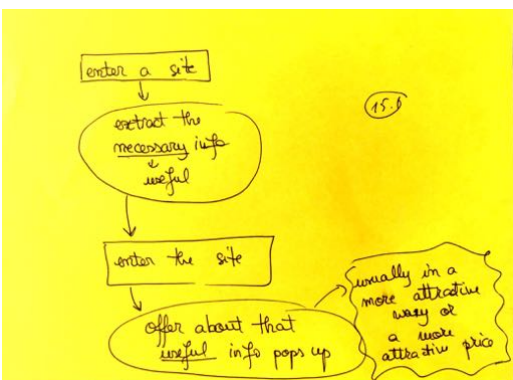 enter a site
15.6
extract the
necessary info
useful
enter the site
offer about that
useful info pops up
usually in a
more attractive
way or
a more
attractive price